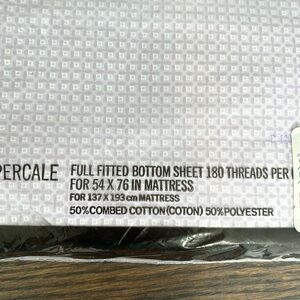 PERCALE FULL FITTED BOTTOM SHEET 180 THREADS PER
FOR 54 X 76 IN MATTRESS
FOR 137 X 193 cm MATTRESS
50% COMBED COTTON (COTON) 50% POLYESTER